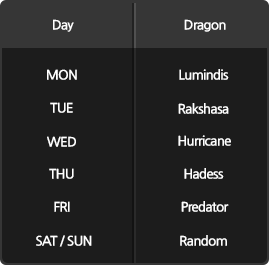 Day Dragon
MON Lumindis
TUE Rakshasa
WED Hurricane
THU Hadess
FRI Predator
SAT / SUN Random